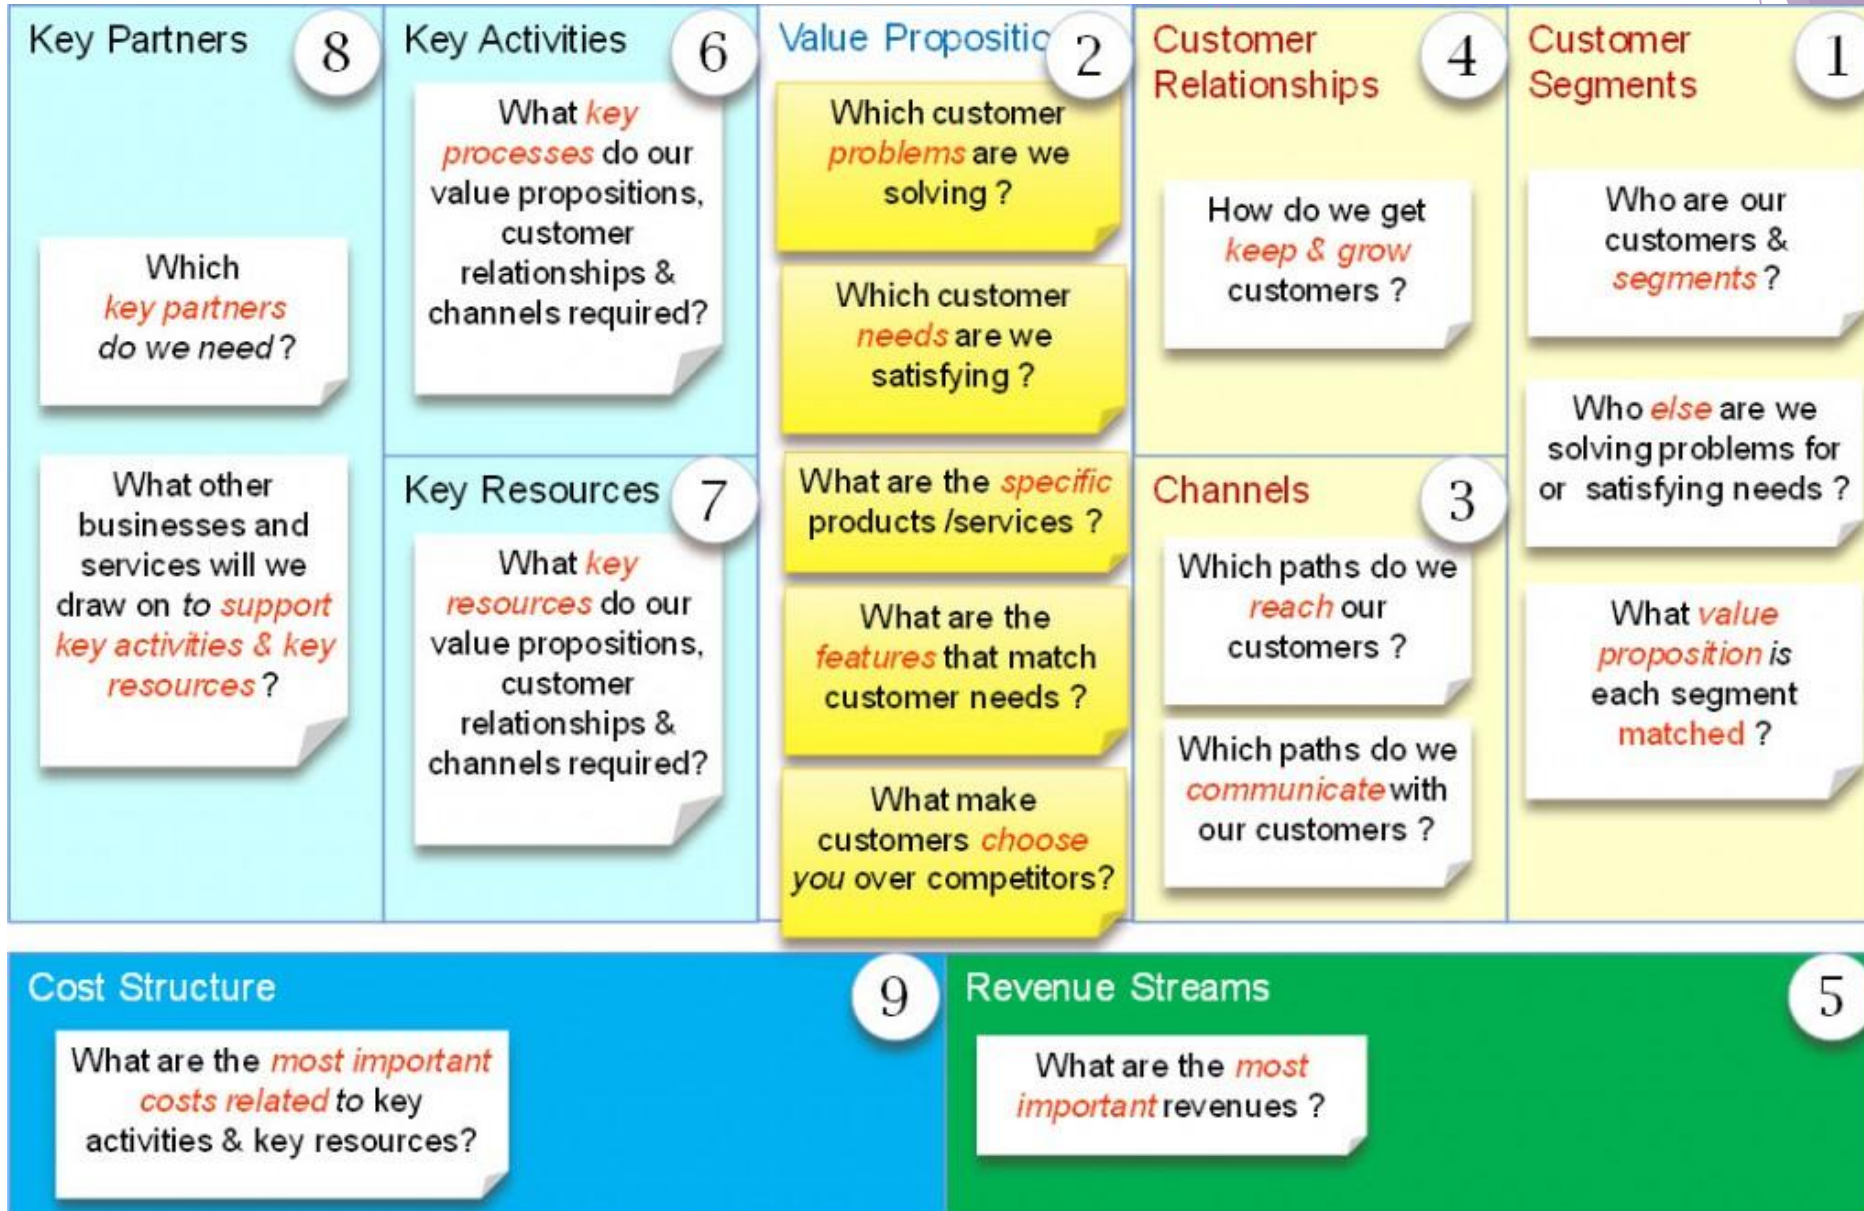 Key Partners
8
Which
key partners
do we need ?
What other
businesses and
services will we
draw on to support
key activities & key
resources ?
Key Activities
6
What key
processes do our
value propositions,
customer
relationships &
channels required?
Key Resources
7
What key
resources do our
value propositions,
customer
relationships &
channels required?
Value Propositio
2
Which customer
problems are we
solving ?
Which customer
needs are we
satisfying ?
What are the specific
products /services ?
What are the
features that match
customer needs ?
What make
customers choose
you over competitors?
Customer
Relationships
4
How do we get
keep & grow
customers ?
Channels
3
Which paths do we
reach our
customers ?
Which paths do we
communicate with
our customers ?
Customer
Segments
1
Who are our
customers &
segments ?
Who else are we
solving problems for
or satisfying needs ?
What value
proposition is
each segment
matched ?
Cost Structure
9
What are the most important
costs related to key
activities & key resources?
Revenue Streams
5
What are the most
important revenues ?